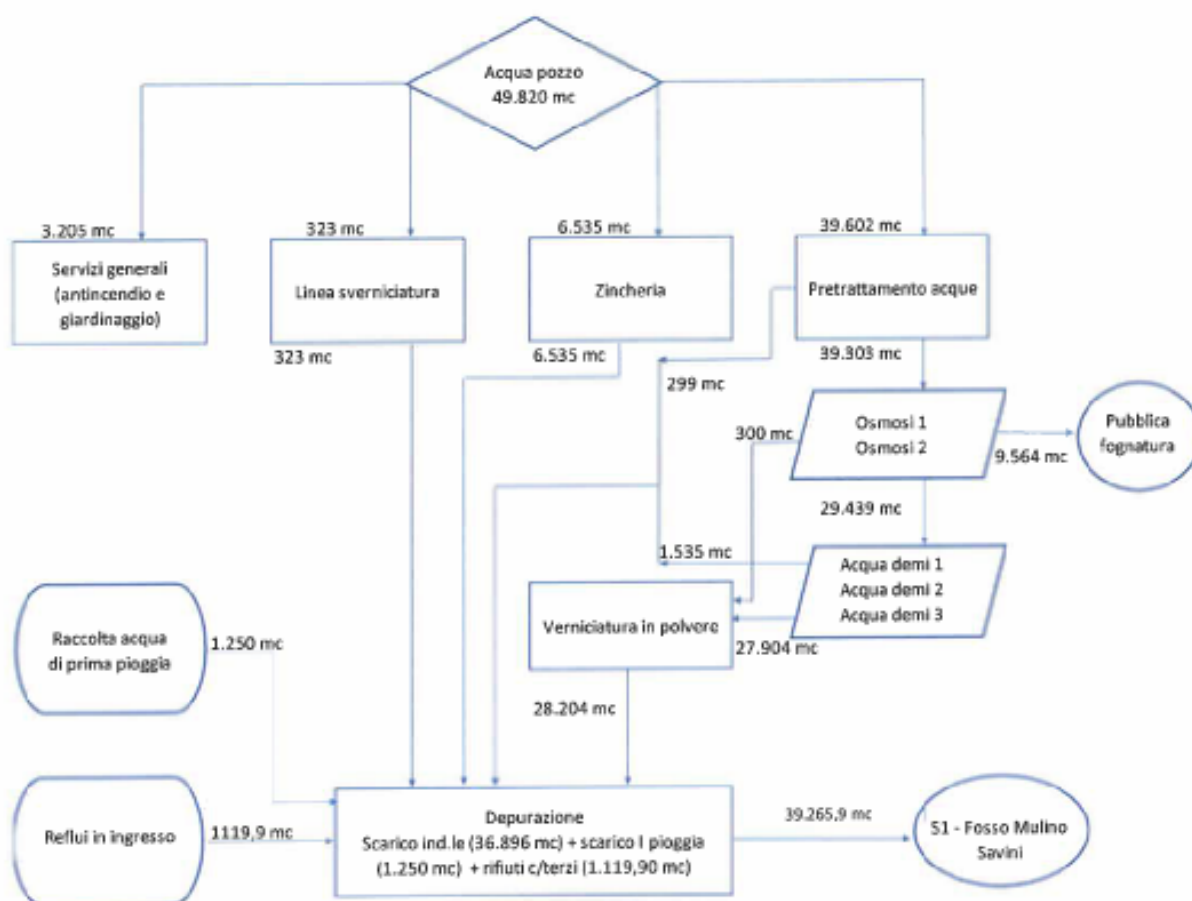 Acqua pozzo
49.820 mc
3.205 mc
323 mc
6.535 mc
39.602 mc
Servizi generali
(antincendio e
giardinaggio)
Linea sverniciatura
Zincheria
Pretrattamento acque
323 mc
6.535 mc
39.303 mc
299 mc
Osmosi 1
Osmosi 2
300 mc
9.564 mc
Pubblica
fognatura
29.439 mc
1.535 mc
Acqua demi 1
Acqua demi 2
Acqua demi 3
Verniciatura in polvere
27.904 mc
Raccolta acqua
di prima pioggia
1.250 mc
28.204 mc
Reflui in ingresso
1119,9 mc
Depurazione
Scarico ind.le (36.896 mc) + scarico I pioggia
(1.250 mc) + rifiuti c/terzi (1.119,90 mc)
39.265,9 mc
S1 - Fosso Mulino
Savini